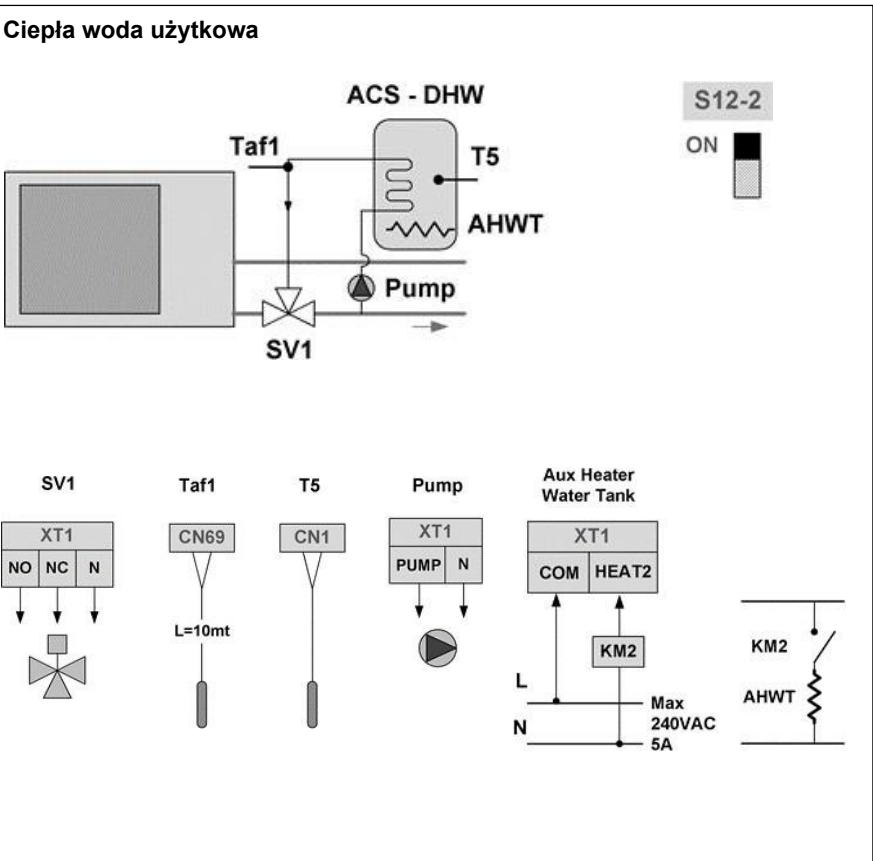 Ciepła woda użytkowa
ACS - DHW
S12-2
Taf1
T5
ON
AHWT
Pump
SV1
SV1
Taf1
T5
Pump
Aux Heater
Water Tank
XT1
CN69
CN1
XT1
XT1
NO NC N
PUMP N
COM HEAT2
L=10mt
KM2
KM2
L
Max
AHWT
240VAC
N
5A